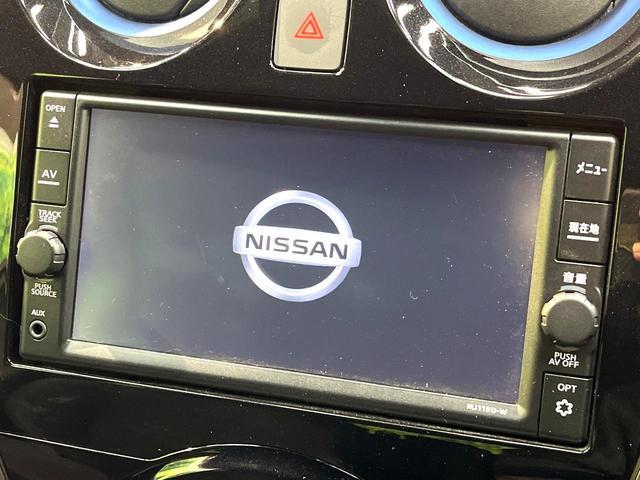 OPEN
AV
TRACK
SEEK
PUSH
SOURCE
AUX
NISSAN
メニュー
現在地
音量
PUSH
AV OFF
OPT
MJ119D-W